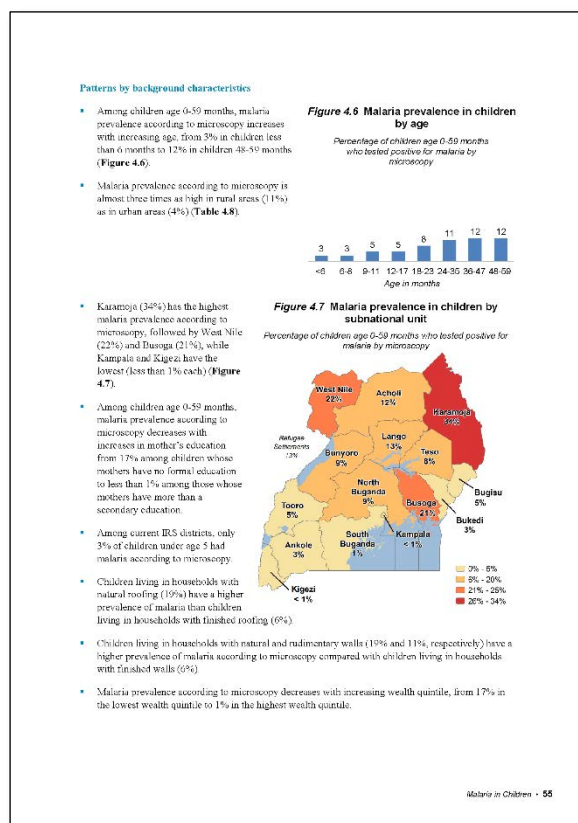 Patterns by background characteristics
▪ Among children age 0-59 months, malaria
prevalence according to microscopy increases
with increasing age, from 3% in children less
than 6 months to 12% in children 48-59 months
(Figure 4.6).
▪ Malaria prevalence according to microscopy is
almost three times as high in rural areas (11%)
as in urban areas (4%) (Table 4.8).
Figure 4.6 Malaria prevalence in children
by age
Percentage of children age 0-59 months
who tested positive for malaria by
microscopy
3 3 5 5 8 11 12 12
<6 6-8 9-11 12-17 18-23 24-35 36-47 48-59
Age in months
▪ Karamoja (34%) has the highest
malaria prevalence according to
microscopy, followed by West Nile
(22%) and Busoga (21%), while
Kampala and Kigezi have the
lowest (less than 1% each) (Figure
4.7).
▪ Among children age 0-59 months,
malaria prevalence according to
microscopy decreases with
increases in mother's education
from 17% among children whose
mothers have no formal education
to less than 1% among those whose
mothers have more than a
secondary education.
▪ Among current IRS districts, only
3% of children under age 5 had
malaria according to microscopy.
▪ Children living in households with
natural roofing (19%) have a higher
prevalence of malaria than children
living in households with finished roofing (6%).
Figure 4.7 Malaria prevalence in children by
subnational unit
Percentage of children age 0-59 months who tested positive for
malaria by microscopy
West Nile
22%
Acholi
12%
Karamoja
34%
Refugee
Settlements
13%
Lango
13%
Teso
8%
Bunyoro
9%
North
Buganda
9%
Busoga
21%
Bugisu
5%
Bukedi
3%
Tooro
5%
Kampala
< 1%
South
Buganda
1%
Ankole
3%
Kigezi
< 1%
0% - 5%
6% - 20%
21% - 25%
26% - 34%
▪ Children living in households with natural and rudimentary walls (19% and 11%, respectively) have a
higher prevalence of malaria according to microscopy compared with children living in households
with finished walls (6%).
▪ Malaria prevalence according to microscopy decreases with increasing wealth quintile, from 17% in
the lowest wealth quintile to 1% in the highest wealth quintile.
Malaria in Children • 55